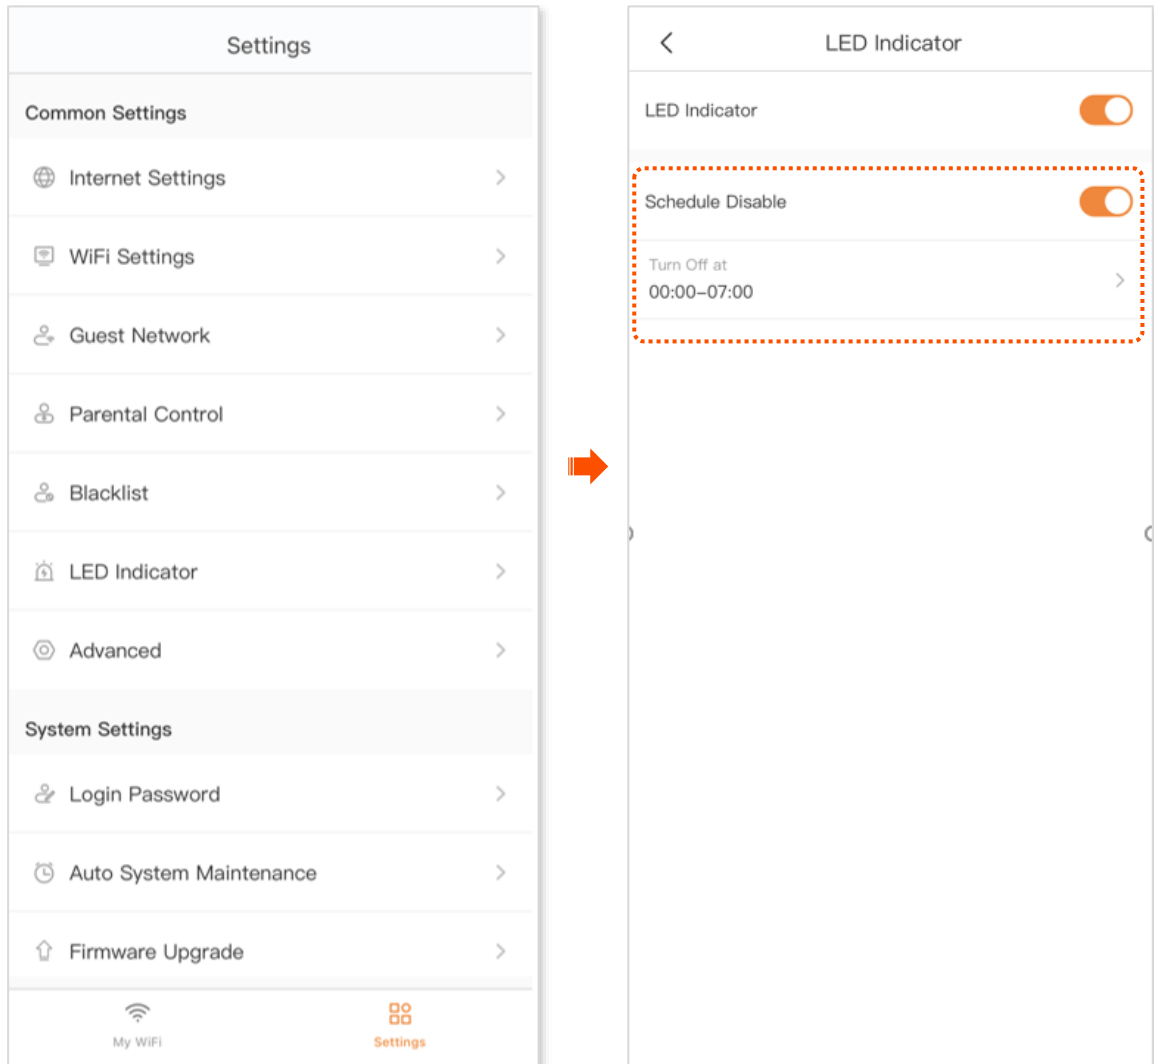 Settings
Common Settings
Internet Settings
WiFi Settings
Guest Network
Parental Control
Blacklist
LED Indicator
Advanced
System Settings
Login Password
Auto System Maintenance
Firmware Upgrade
My WiFi
Settings
LED Indicator
LED Indicator
Schedule Disable
Turn Off at
00:00–07:00